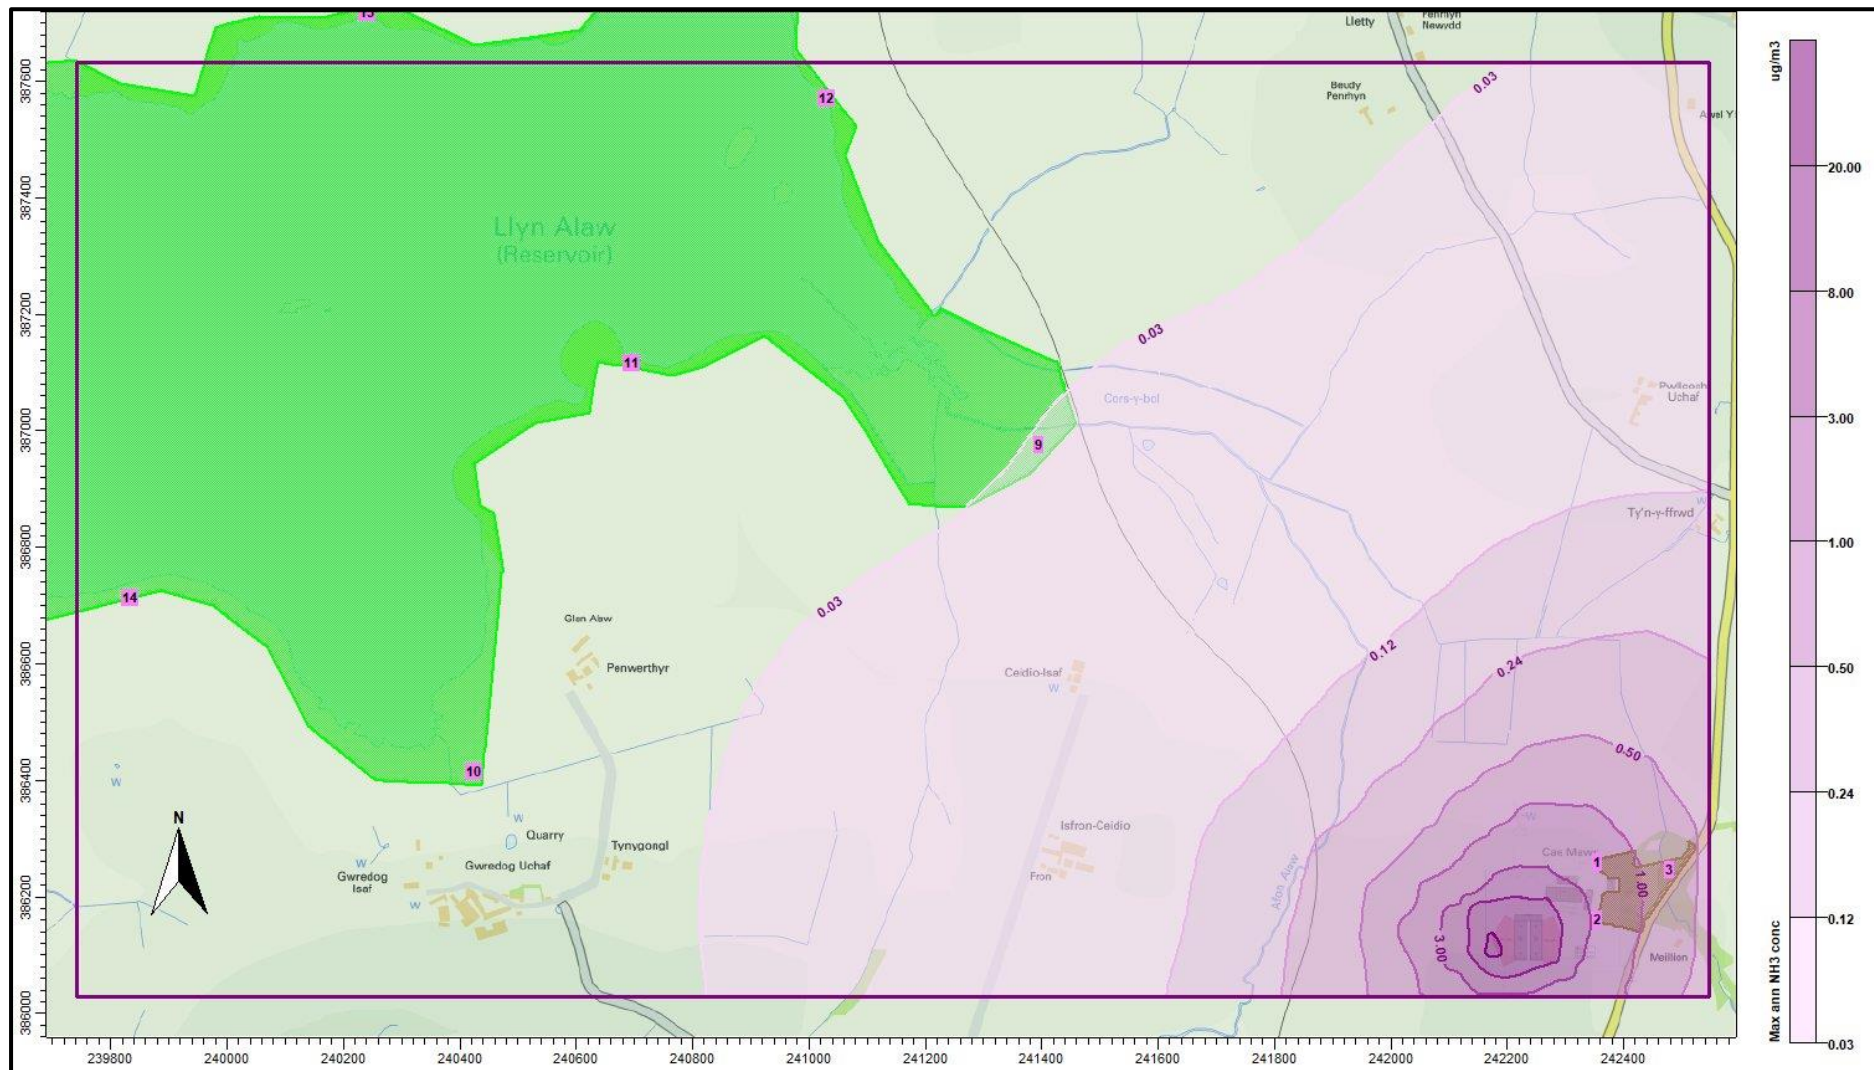 13
Lletty
Penrhyn
Newydd
387600
12
0.03
Beudy
Penrhyn
ug/m3
20.00
387400
Llyn Alaw
(Reservoir)
8.00
387200
0.03
11
Cors-y-bol
3.00
387000
9
Ty'n-y-ffrwd
W
1.00
386800
14
0.03
Glan Alaw
Penwerthyr
0.12
0.24
Ceidio-Isaf
W
0.50
386600
0.50
10
W
386400
0.24
N
W
W
Quarry
Tynygongl
Isfron-Ceidio
W
Cae Mawr
1
3
Gwredog
Isaf
Gwredog Uchaf
W
Fron
Afon Alaw
1.00
386200
2
0.12
3.00
Meillion
386000
Max ann NH3 conc
0.03
239800 240000 240200 240400 240600 240800 241000 241200 241400 241600 241800 242000 242200 242400